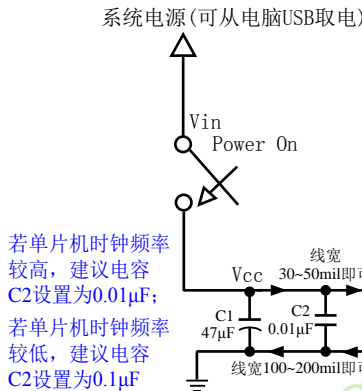 系统电源(可从电脑USB取电)
Vin
Power On
若单片机时钟频率
较高，建议电容
C2设置为0.01μF；
若单片机时钟频率
较低，建议电容
C2设置为0.1μF
线宽
Vcc
30~50mil即可
C1
47μF
C2
0.01μF
线宽100~200mil即可